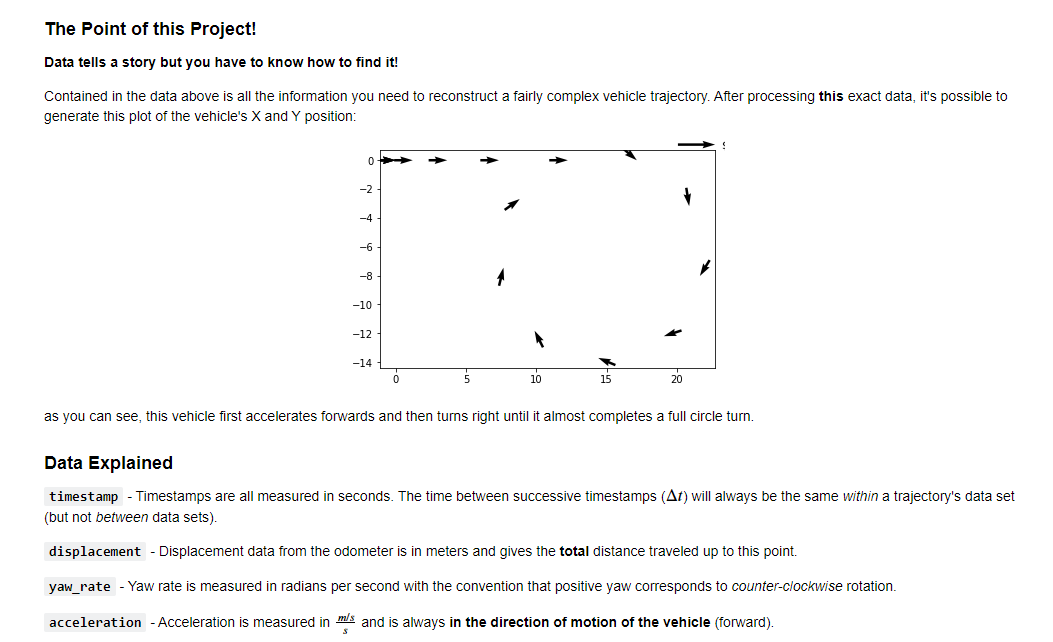 The Point of this Project!
Data tells a story but you have to know how to find it!
Contained in the data above is all the information you need to reconstruct a fairly complex vehicle trajectory. After processing this exact data, it's possible to
generate this plot of the vehicle's X and Y position:
0
−2
−4
−6
−8
−10
−12
−14
0 5 10 15 20
as you can see, this vehicle first accelerates forwards and then turns right until it almost completes a full circle turn.
Data Explained
timestamp - Timestamps are all measured in seconds. The time between successive timestamps (Δt) will always be the same within a trajectory's data set
(but not between data sets).
displacement - Displacement data from the odometer is in meters and gives the total distance traveled up to this point.
yaw_rate - Yaw rate is measured in radians per second with the convention that positive yaw corresponds to counter-clockwise rotation.
acceleration - Acceleration is measured in m/s/s and is always in the direction of motion of the vehicle (forward).